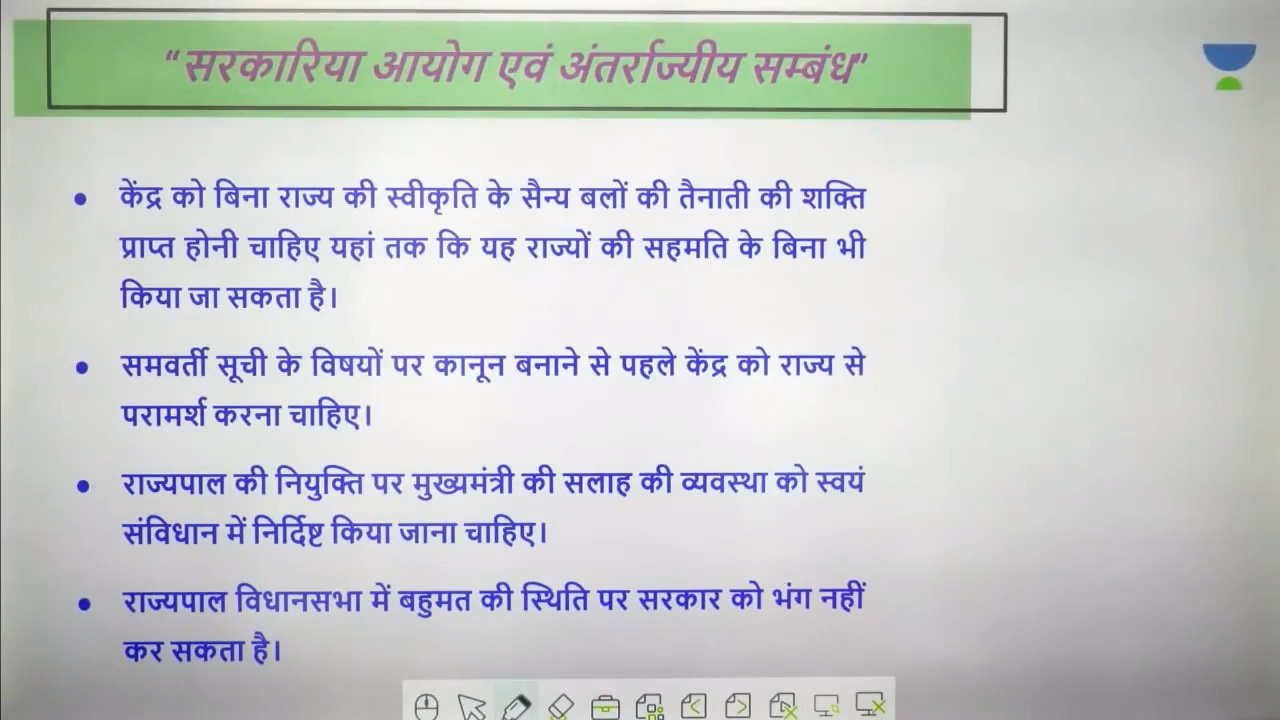 “सरकारिया आयोग एवं अंतर्राज्यीय सम्बंध”
• केंद्र को बिना राज्य की स्वीकृति के सैन्य बलों की तैनाती की शक्ति
प्राप्त होनी चाहिए यहां तक कि यह राज्यों की सहमति के बिना भी
किया जा सकता है।
• समवर्ती सूची के विषयों पर कानून बनाने से पहले केंद्र को राज्य से
परामर्श करना चाहिए।
• राज्यपाल की नियुक्ति पर मुख्यमंत्री की सलाह की व्यवस्था को स्वयं
संविधान में निर्दिष्ट किया जाना चाहिए।
• राज्यपाल विधानसभा में बहुमत की स्थिति पर सरकार को भंग नहीं
कर सकता है।